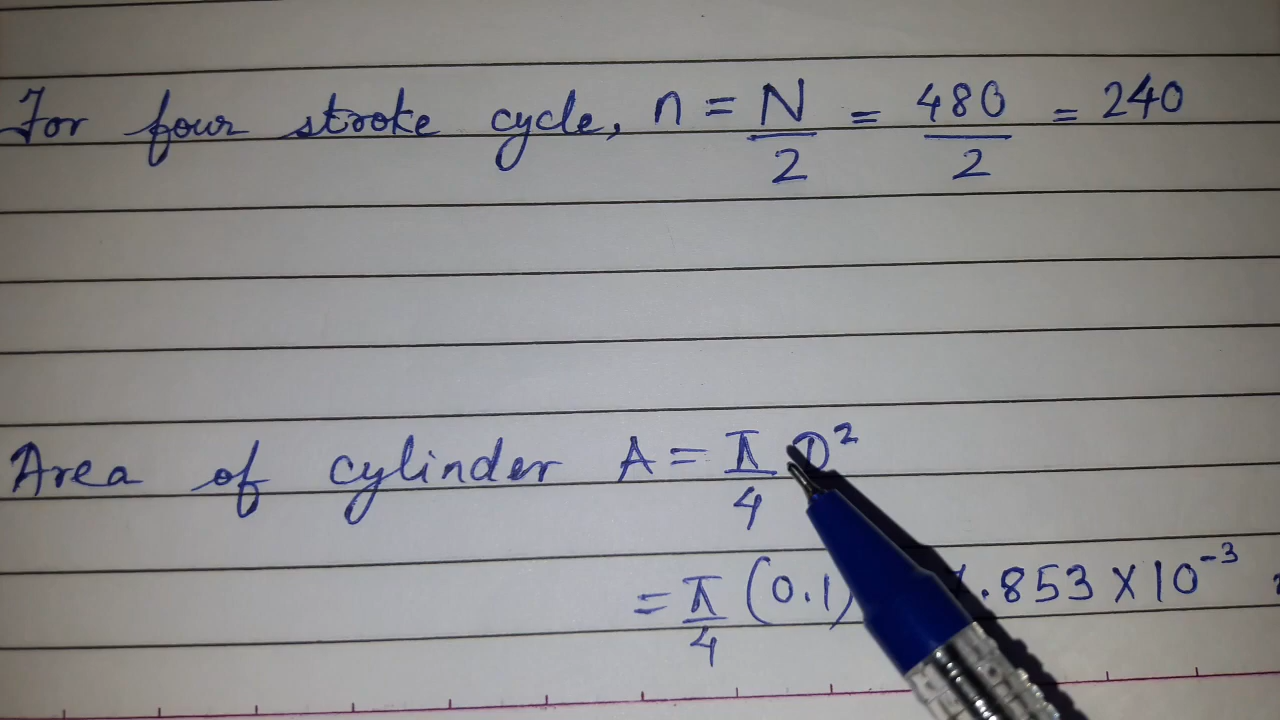 For four stroke cycle, n = N/2 = 480/2 = 240
Area of cylinder A = π/4 D²
= π/4 (0.1) .853 × 10⁻³